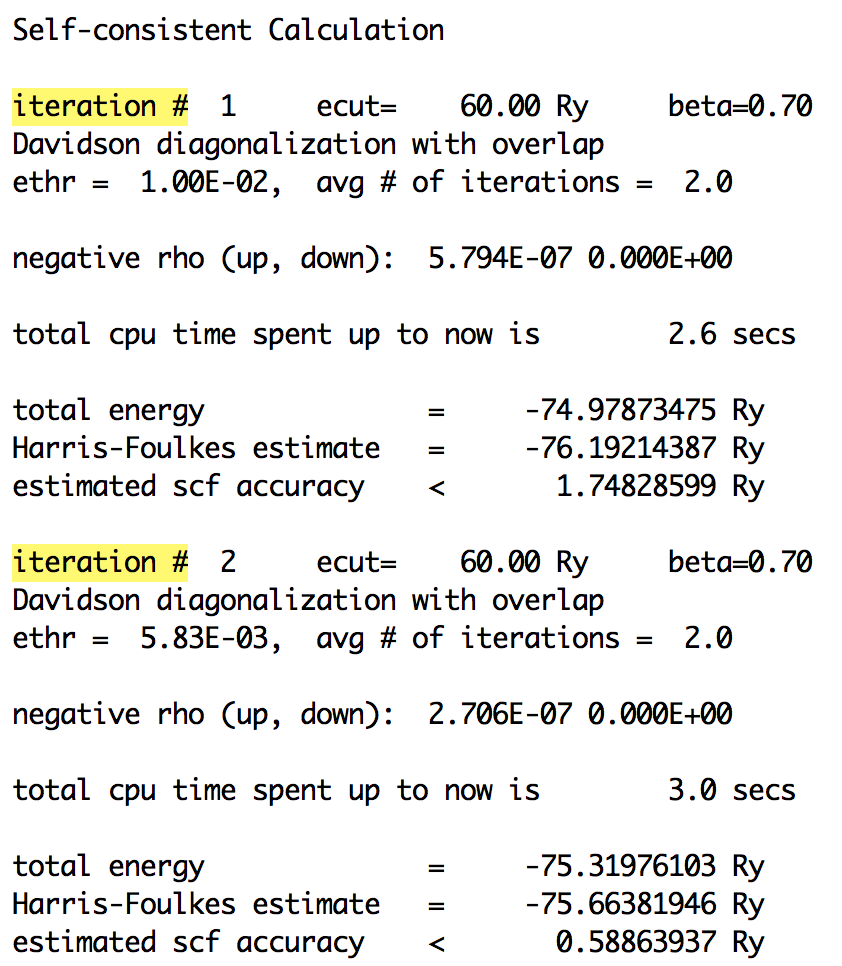 Self-consistent Calculation
iteration #  1     ecut=    60.00 Ry     beta=0.70
Davidson diagonalization with overlap
ethr =  1.00E-02,  avg # of iterations =  2.0
negative rho (up, down):  5.794E-07 0.000E+00
total cpu time spent up to now is        2.6 secs
total energy              =     -74.97873475 Ry
Harris-Foulkes estimate   =     -76.19214387 Ry
estimated scf accuracy    <       1.74828599 Ry
iteration #  2     ecut=    60.00 Ry     beta=0.70
Davidson diagonalization with overlap
ethr =  5.83E-03,  avg # of iterations =  2.0
negative rho (up, down):  2.706E-07 0.000E+00
total cpu time spent up to now is        3.0 secs
total energy              =     -75.31976103 Ry
Harris-Foulkes estimate   =     -75.66381946 Ry
estimated scf accuracy    <       0.58863937 Ry